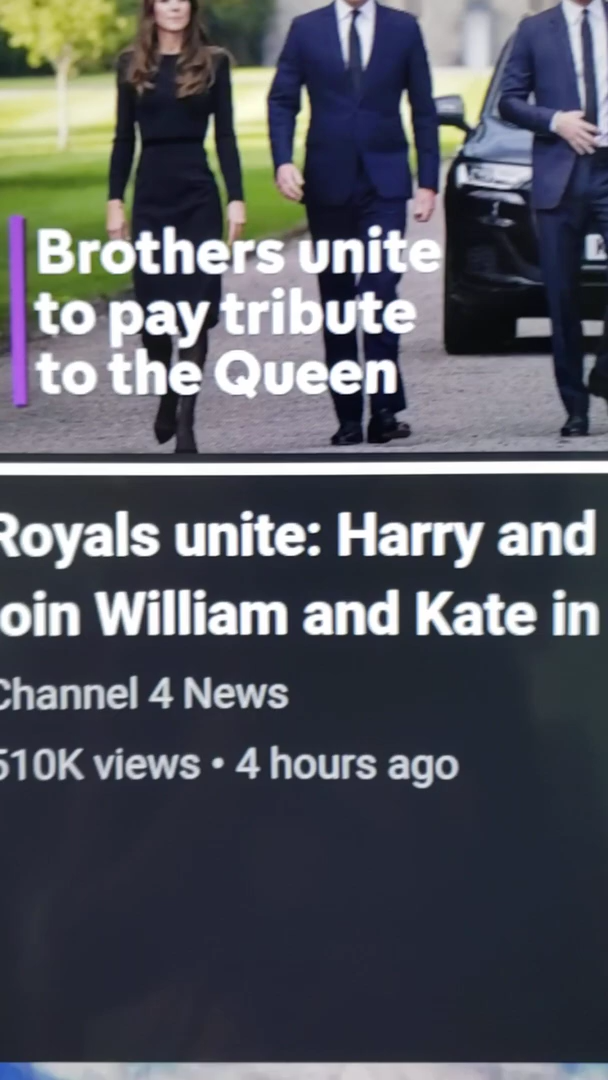 Brothers unite
to pay tribute
to the Queen
Royals unite: Harry and
oin William and Kate in
Channel 4 News
510K views • 4 hours ago